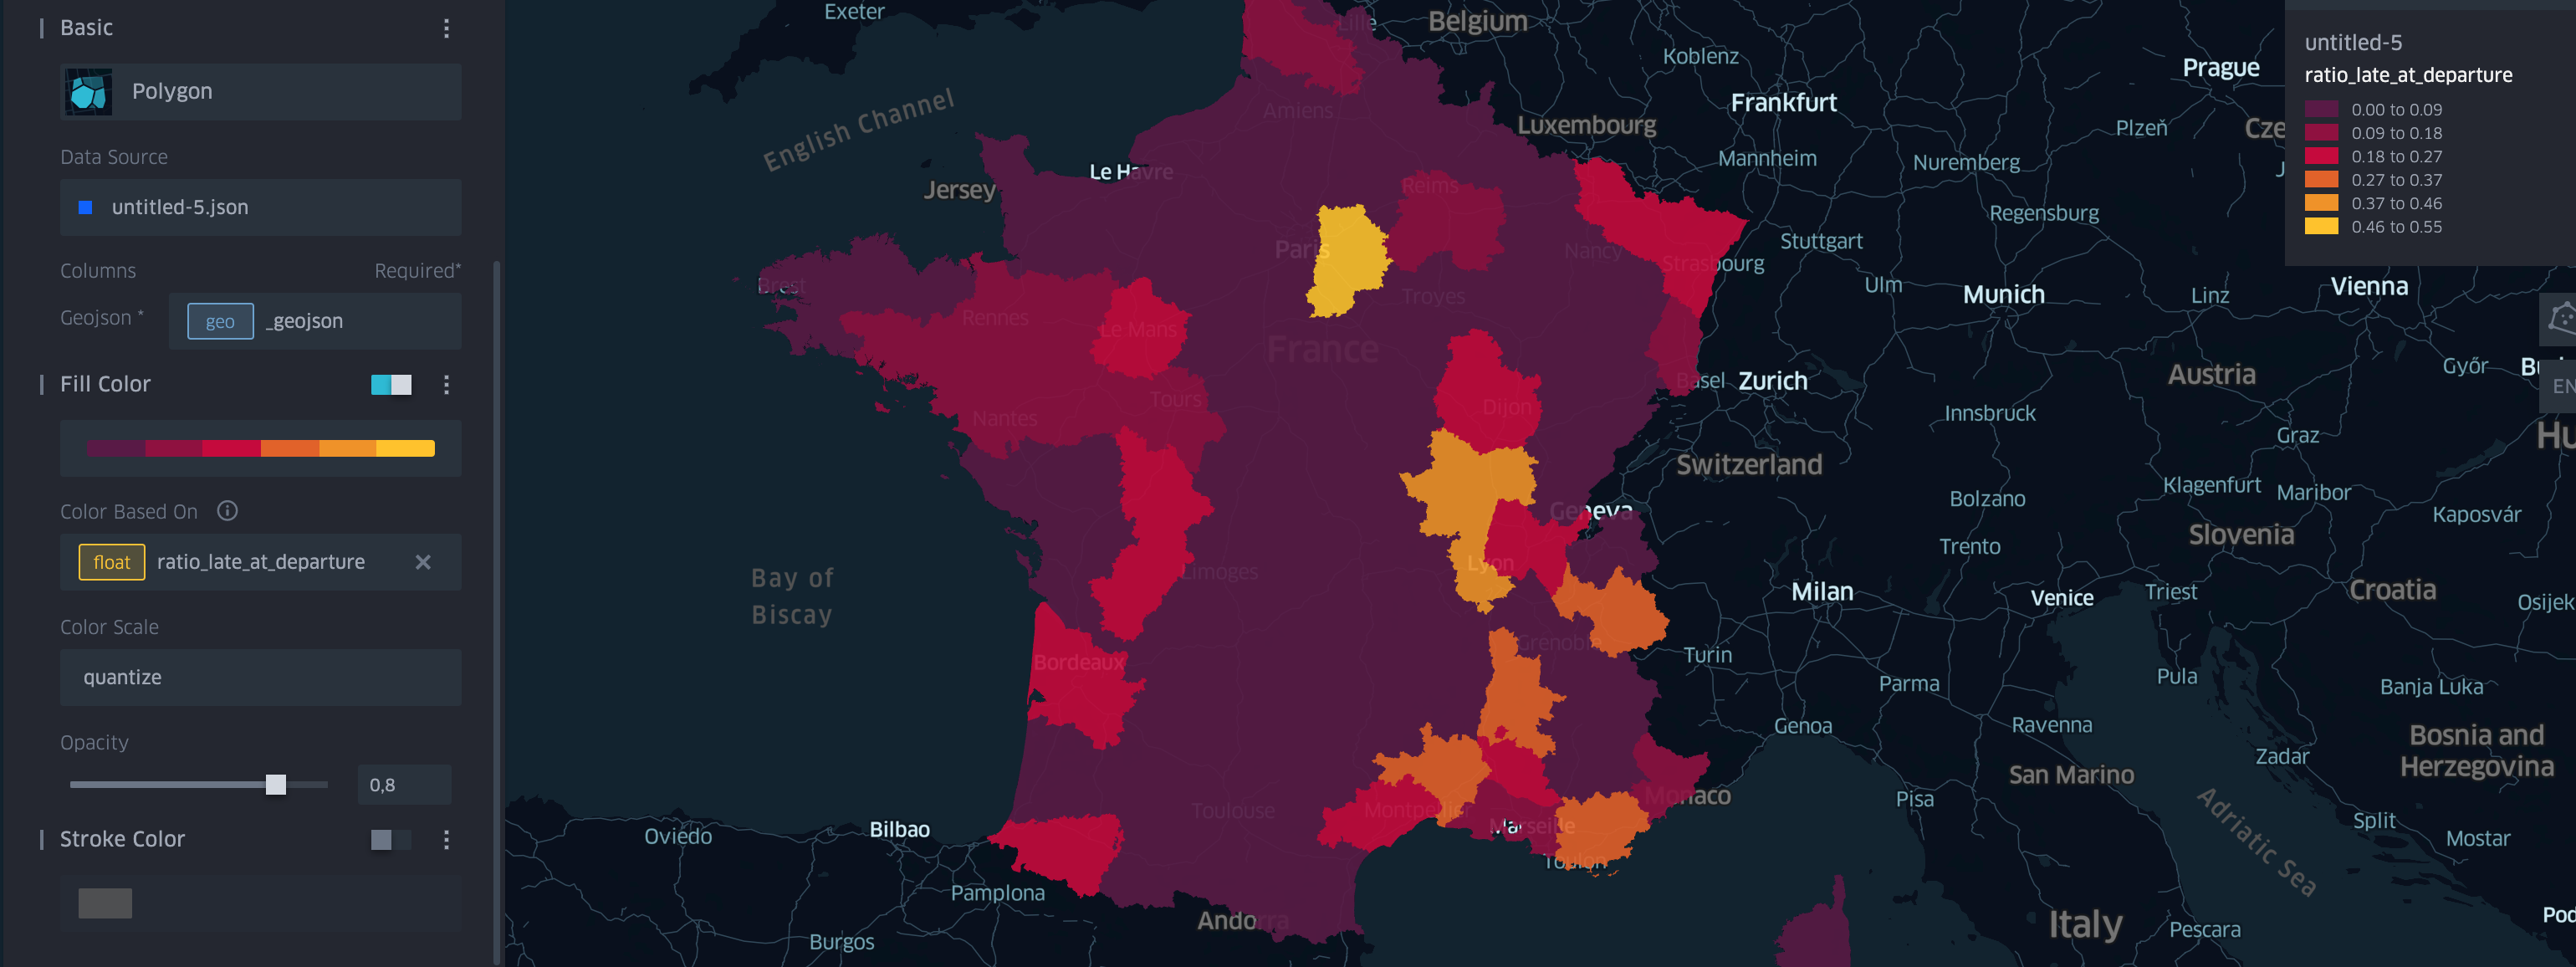 Basic
Polygon
Data Source
untitled-5.json
Columns
Required*
Geojson *
geo
_geojson
Fill Color
Color Based On
float
ratio_late_at_departure
Color Scale
quantize
Opacity
0,8
Stroke Color
untitled-5
ratio_late_at_departure
0.00 to 0.09
0.09 to 0.18
0.18 to 0.27
0.27 to 0.37
0.37 to 0.46
0.46 to 0.55
EN
Exeter
Lille
Belgium
Koblenz
Prague
Frankfurt
Amiens
Luxembourg
Plzeň
Cze
English Channel
Mannheim
Nuremberg
Le Havre
Jersey
Reims
Regensburg
Paris
Nancy
Stuttgart
Strasbourg
Brest
Troyes
Ulm
Munich
Linz
Vienna
Rennes
Le Mans
France
Győr
Basel
Zurich
Austria
Tours
Dijon
Innsbruck
Nantes
Graz
Hu
Switzerland
Klagenfurt
Maribor
Bolzano
Geneva
Kaposvár
Slovenia
Trento
Lyon
Limoges
Bay of
Biscay
Milan
Venice
Triest
Croatia
Osijek
Grenoble
Turin
Bordeaux
Pula
Parma
Banja Luka
Genoa
Ravenna
Bosnia and
Herzegovina
Zadar
San Marino
Monaco
Pisa
Toulouse
Montpellier
Marseille
Adriatic Sea
Split
Mostar
Oviedo
Bilbao
Toulon
Pamplona
Andorra
Italy
Pescara
Burgos